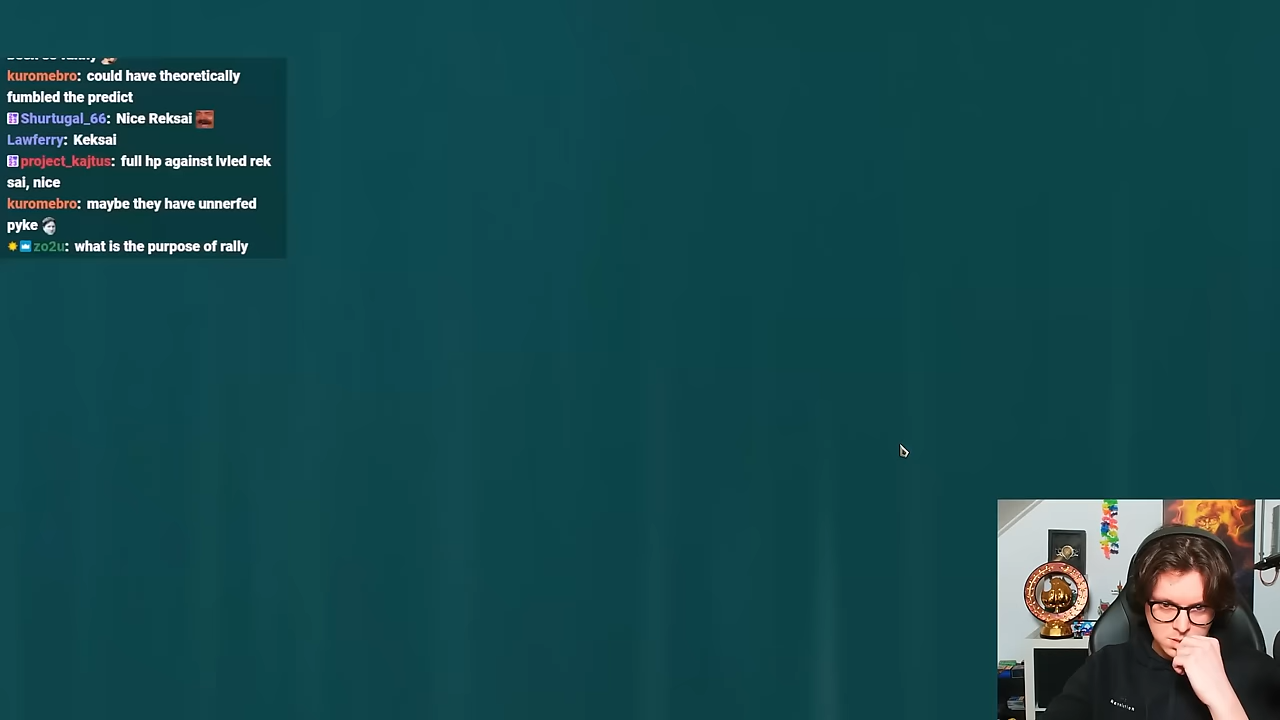 kuromebro: could have theoretically
fumbled the predict
Shurtugal_66: Nice Reksai
Lawferry: Keksai
project_kajtus: full hp against lvled rek
sai, nice
kuromebro: maybe they have unnerfed
pyke
zo2u: what is the purpose of rally